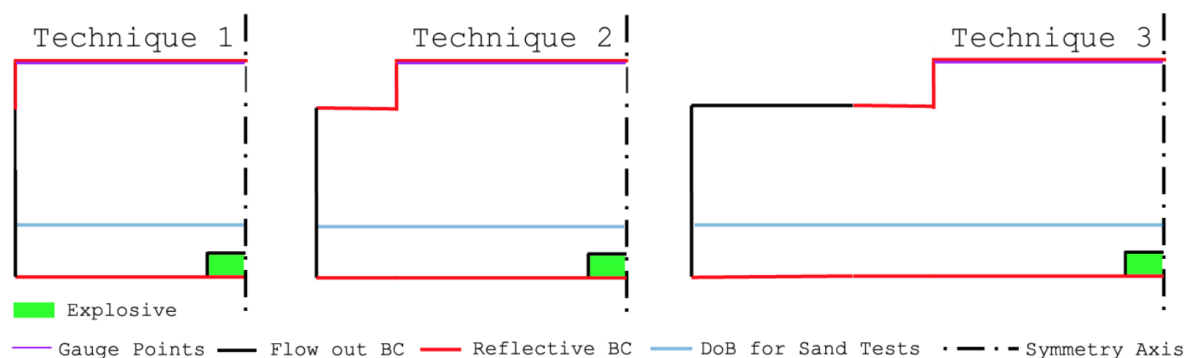 Technique 1
Technique 2
Technique 3
Explosive
Gauge Points
Flow out BC
Reflective BC
DoB for Sand Tests
Symmetry Axis